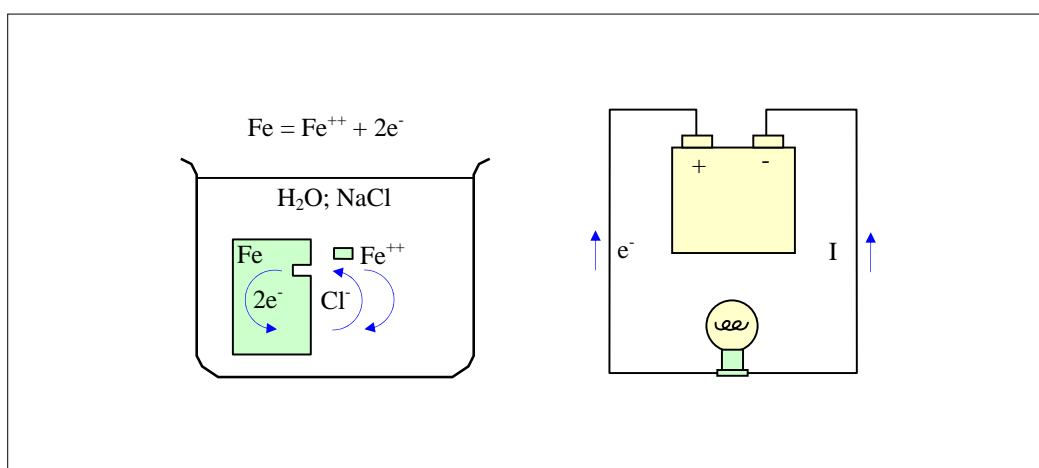 Fe = Fe⁺⁺ + 2e⁻
H₂O; NaCl
Fe
Fe⁺⁺
2e⁻
Cl⁻
+ -
e⁻
I